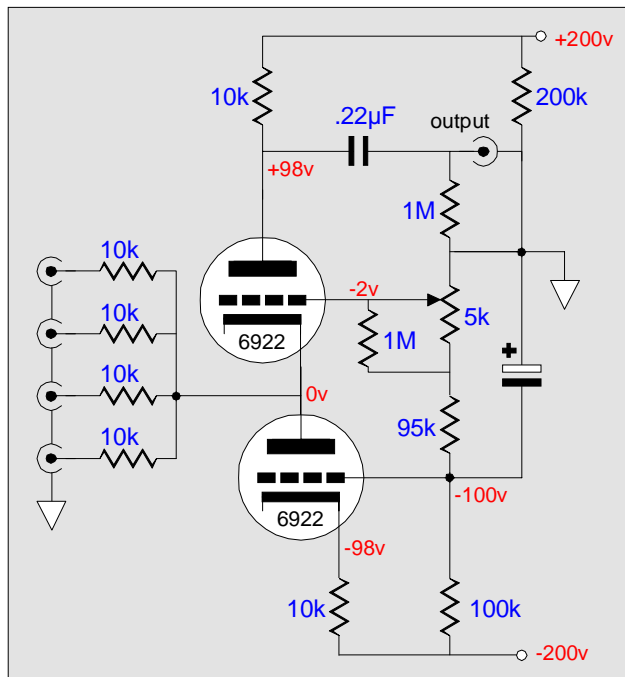 +200v
10k
200k
.22µF
output
+98v
1M
10k
-2v
5k
6922
1M
10k
0v
10k
95k
10k
6922
-100v
-98v
10k
100k
-200v